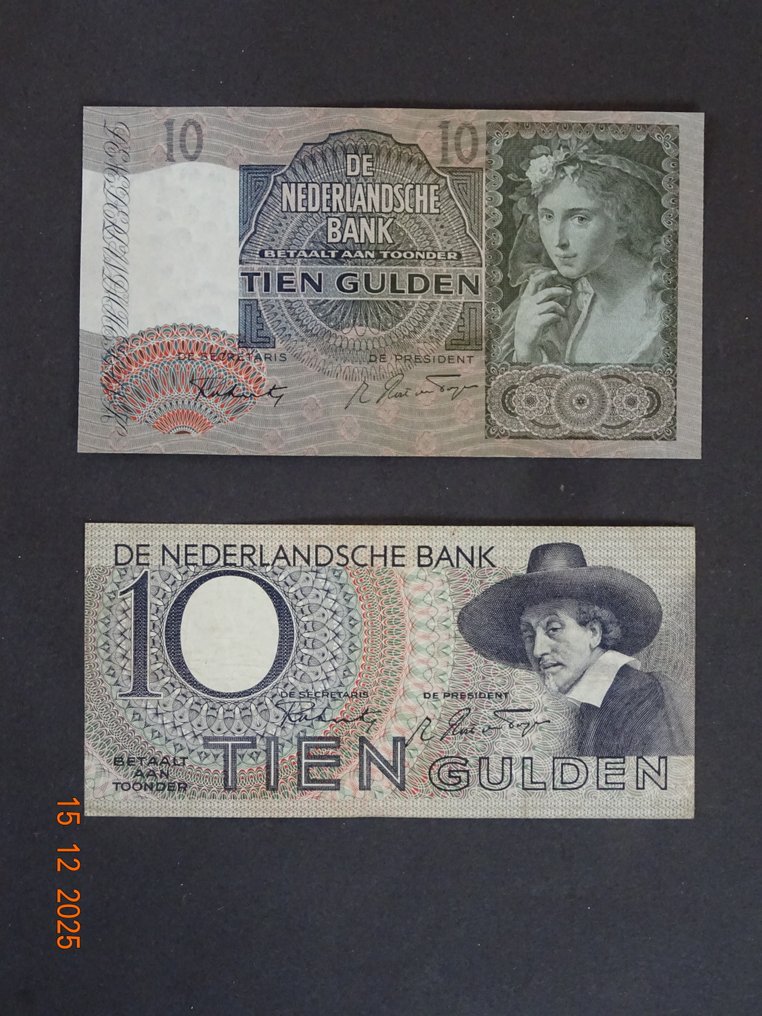 10
10
DE
NEDERLANDSCHE
BANK
BETAALT AAN TOONDER
TIEN GULDEN
DE SECRETARIS
DE PRESIDENT
DE NEDERLANDSCHE BANK
10
DE SECRETARIS
DE PRESIDENT
BETAALT
AAN
TOONDER
TIEN GULDEN
15 12 2025